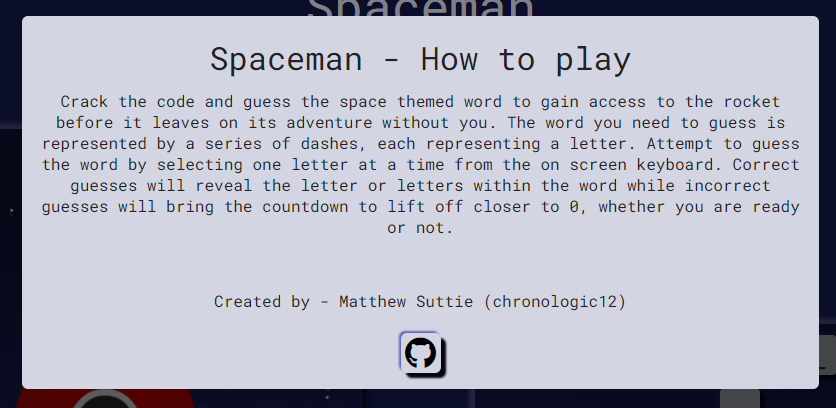 Spaceman
Spaceman - How to play
Crack the code and guess the space themed word to gain access to the rocket
before it leaves on its adventure without you. The word you need to guess is
represented by a series of dashes, each representing a letter. Attempt to guess
the word by selecting one letter at a time from the on screen keyboard. Correct
guesses will reveal the letter or letters within the word while incorrect
guesses will bring the countdown to lift off closer to 0, whether you are ready
or not.
Created by - Matthew Suttie (chronologic12)